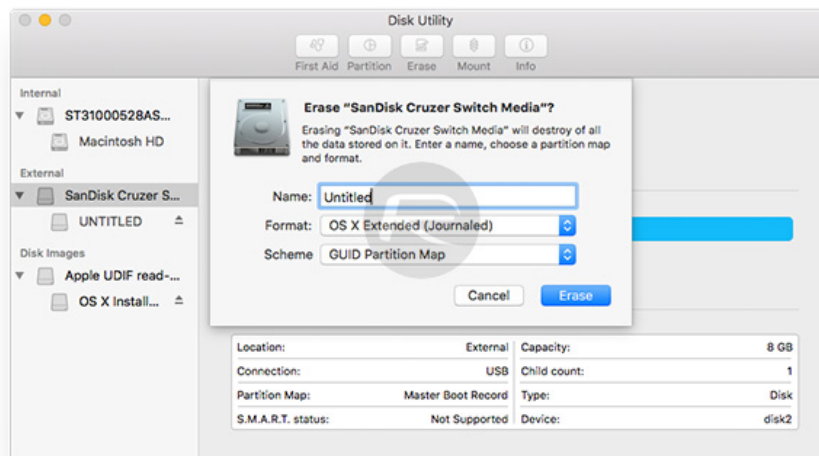 Disk Utility
First Aid Partition Erase Mount Info
Internal
ST31000528AS...
Macintosh HD
External
SanDisk Cruzer S...
UNTITLED
Disk Images
Apple UDIF read-...
OS X Install...
Erase “SanDisk Cruzer Switch Media”?
Erasing “SanDisk Cruzer Switch Media” will destroy of all
the data stored on it. Enter a name, choose a partition map
and format.
Name: Untitled
Format: OS X Extended (Journaled)
Scheme GUID Partition Map
Cancel Erase
Location: External Capacity: 8 GB
Connection: USB Child count: 1
Partition Map: Master Boot Record Type: Disk
S.M.A.R.T. status: Not Supported Device: disk2